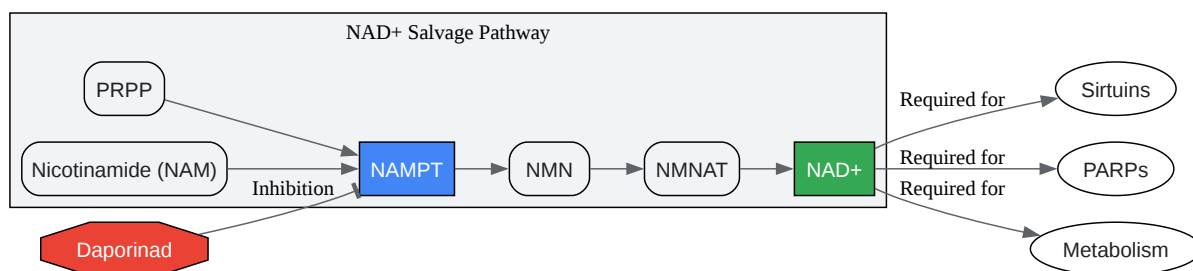 NAD+ Salvage Pathway
PRPP
Nicotinamide (NAM)
Inhibition
NAMPT
NMN
NMNAT
NAD+
Required for
Sirtuins
Required for
PARPs
Required for
Metabolism
Daporinad